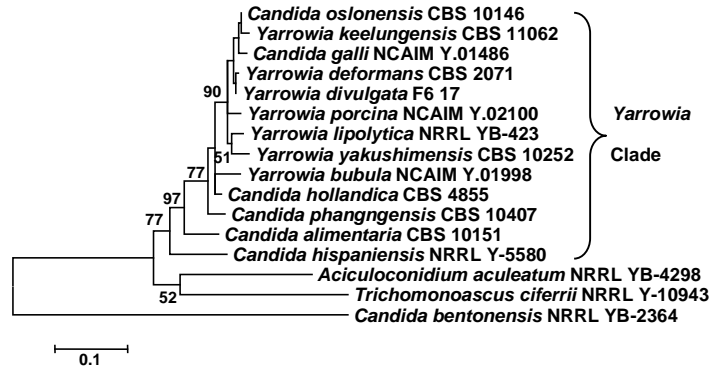 Candida oslonensis CBS 10146
Yarrowia keelungensis CBS 11062
Candida galli NCAIM Y.01486
Yarrowia deformans CBS 2071
90
Yarrowia divulgata F6 17
Yarrowia porcina NCAIM Y.02100
Yarrowia
Yarrowia lipolytica NRRL YB-423
51
Yarrowia yakushimensis CBS 10252
Clade
77
Yarrowia bubula NCAIM Y.01998
Candida hollandica CBS 4855
97
Candida phangngensis CBS 10407
77
Candida alimentaria CBS 10151
Candida hispaniensis NRRL Y-5580
Aciculoconidium aculeatum NRRL YB-4298
52
Trichomonoascus ciferrii NRRL Y-10943
Candida bentonensis NRRL YB-2364
0.1